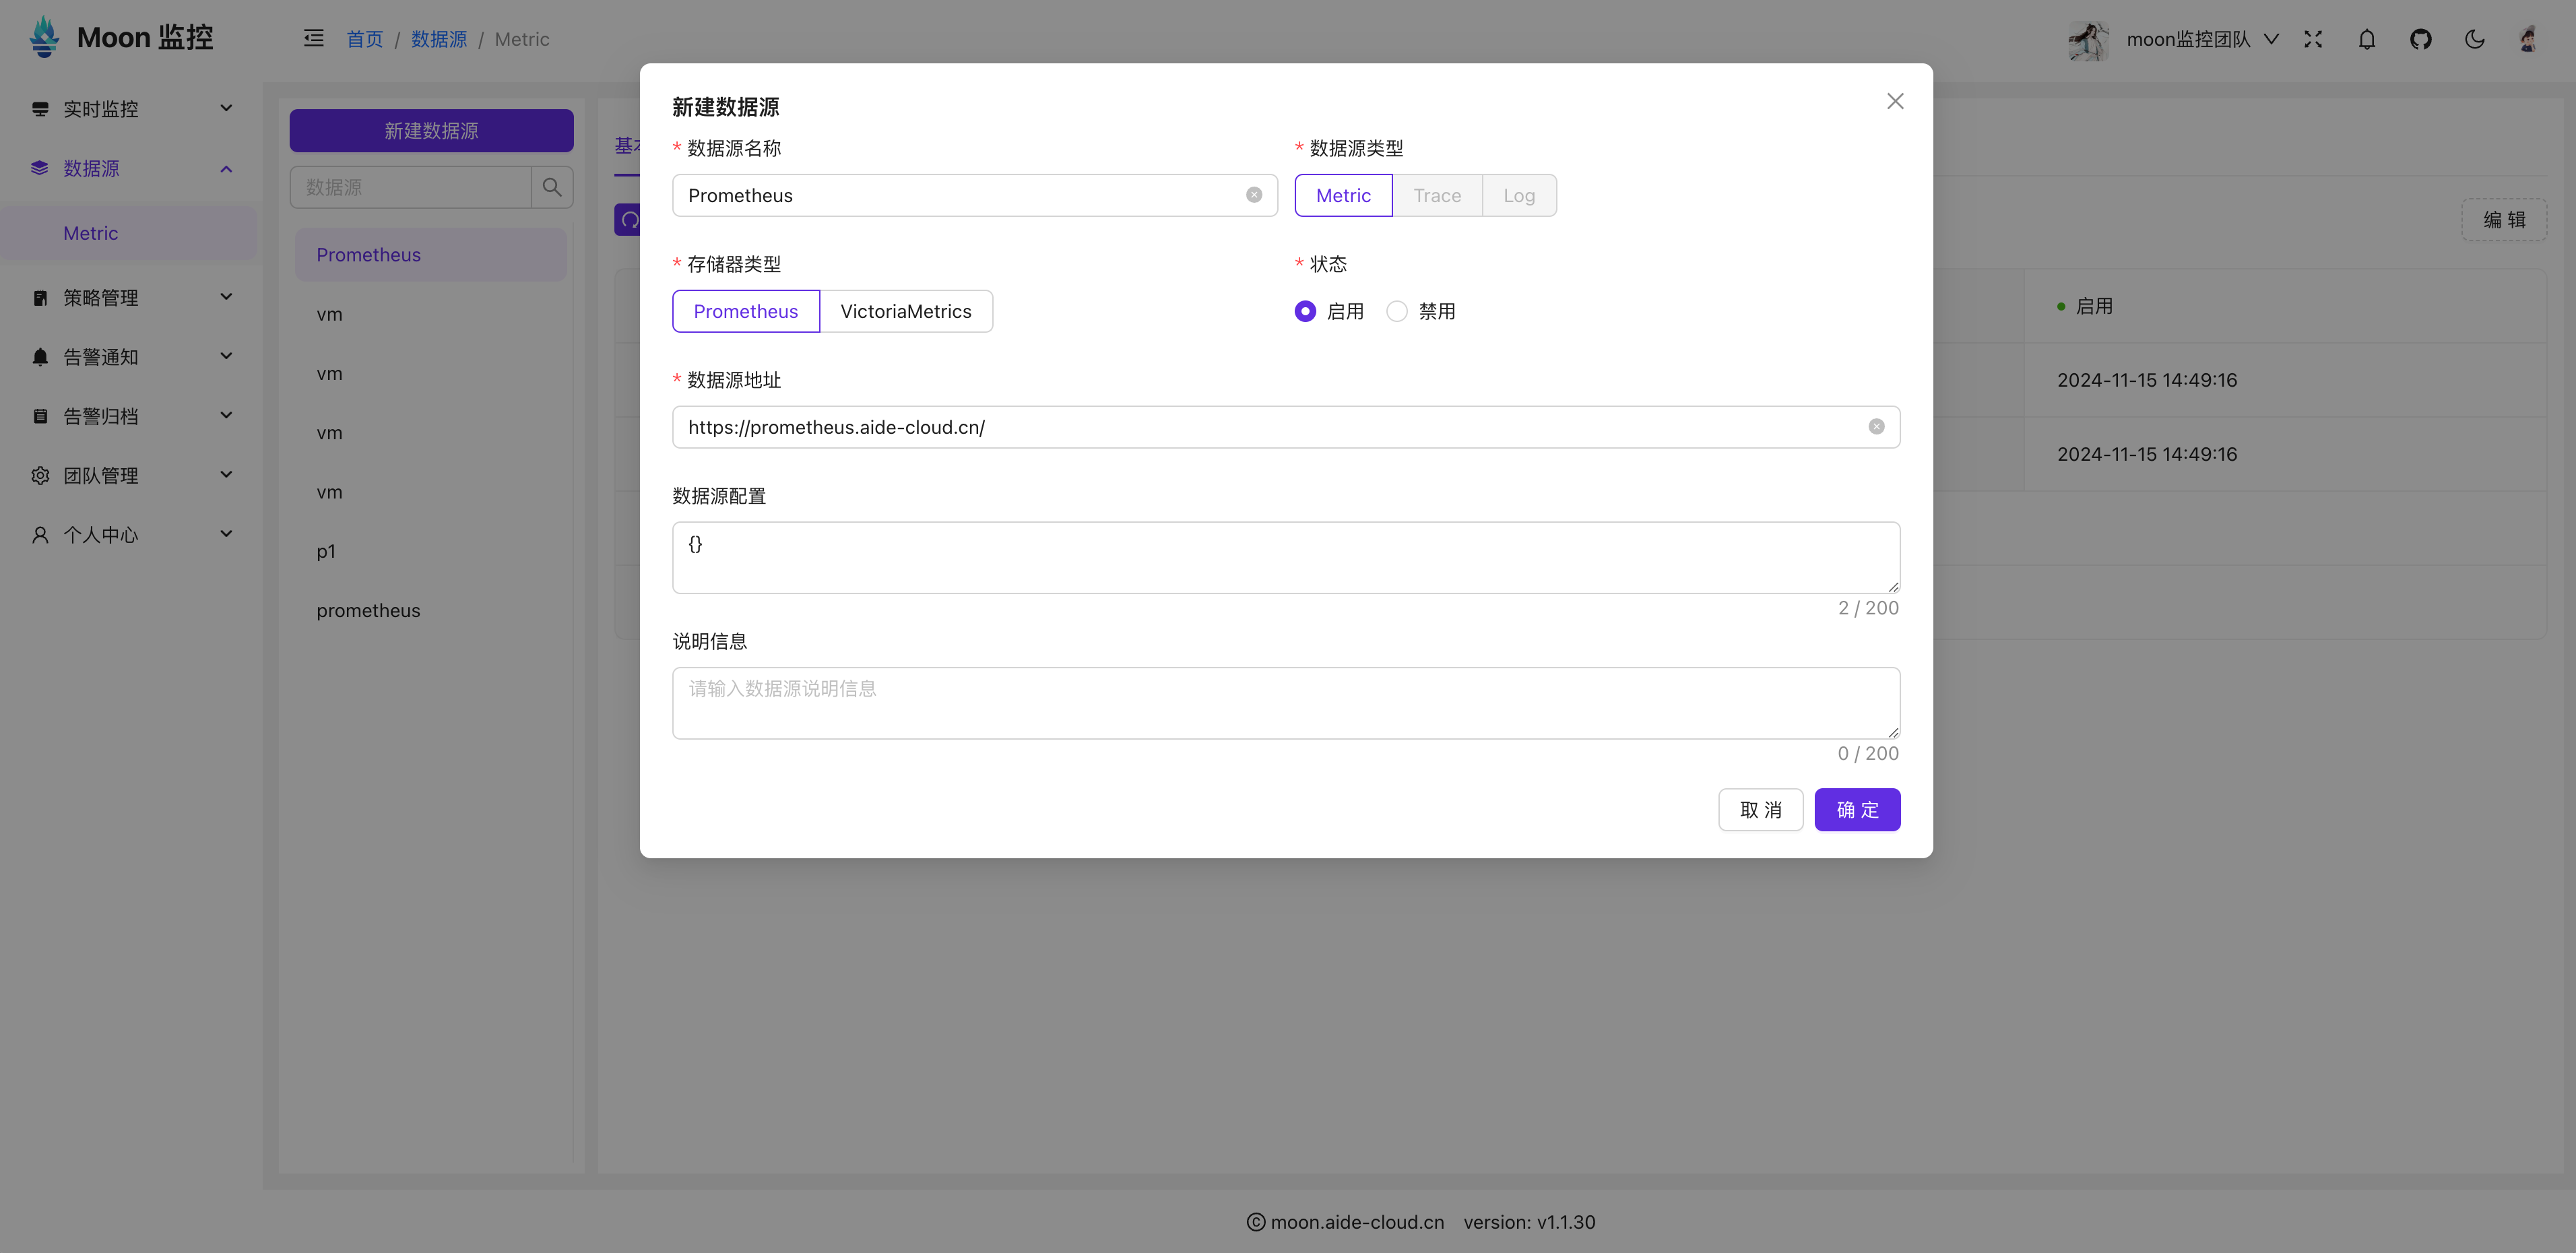 Moon 监控
首页 / 数据源 / Metric
moon监控团队
实时监控
数据源
Metric
策略管理
告警通知
告警归档
团队管理
个人中心
新建数据源
数据源
Prometheus
vm
vm
vm
vm
p1
prometheus
编 辑
启用
2024-11-15 14:49:16
2024-11-15 14:49:16
新建数据源
* 数据源名称
Prometheus
* 数据源类型
Metric Trace Log
* 存储器类型
Prometheus VictoriaMetrics
* 状态
启用 禁用
* 数据源地址
https://prometheus.aide-cloud.cn/
数据源配置
{}
2 / 200
说明信息
请输入数据源说明信息
0 / 200
取 消 确 定
© moon.aide-cloud.cn version: v1.1.30